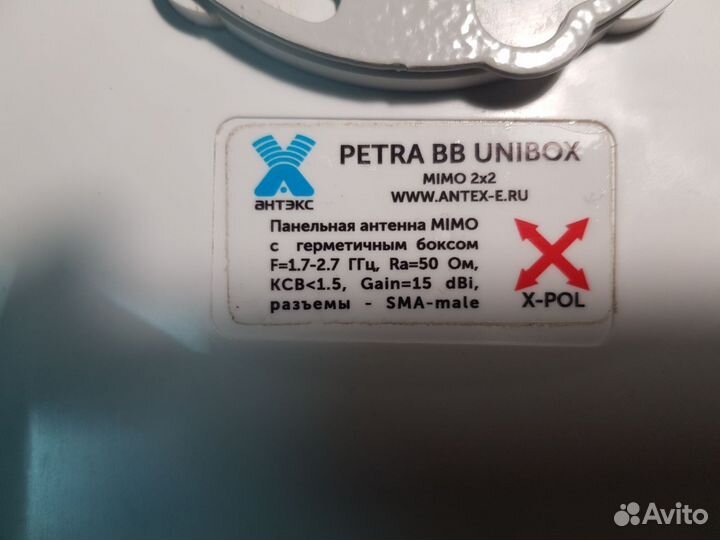 PETRA BB UNIBOX
MIMO 2x2
WWW.ANTEX-E.RU
АНТЭКС
Панельная антенна MIMO
с герметичным боксом
F=1.7-2.7 ГГц, Ra=50 Ом,
КСВ<1.5, Gain=15 dBi,
разъемы - SMA-male
X-POL
Avito